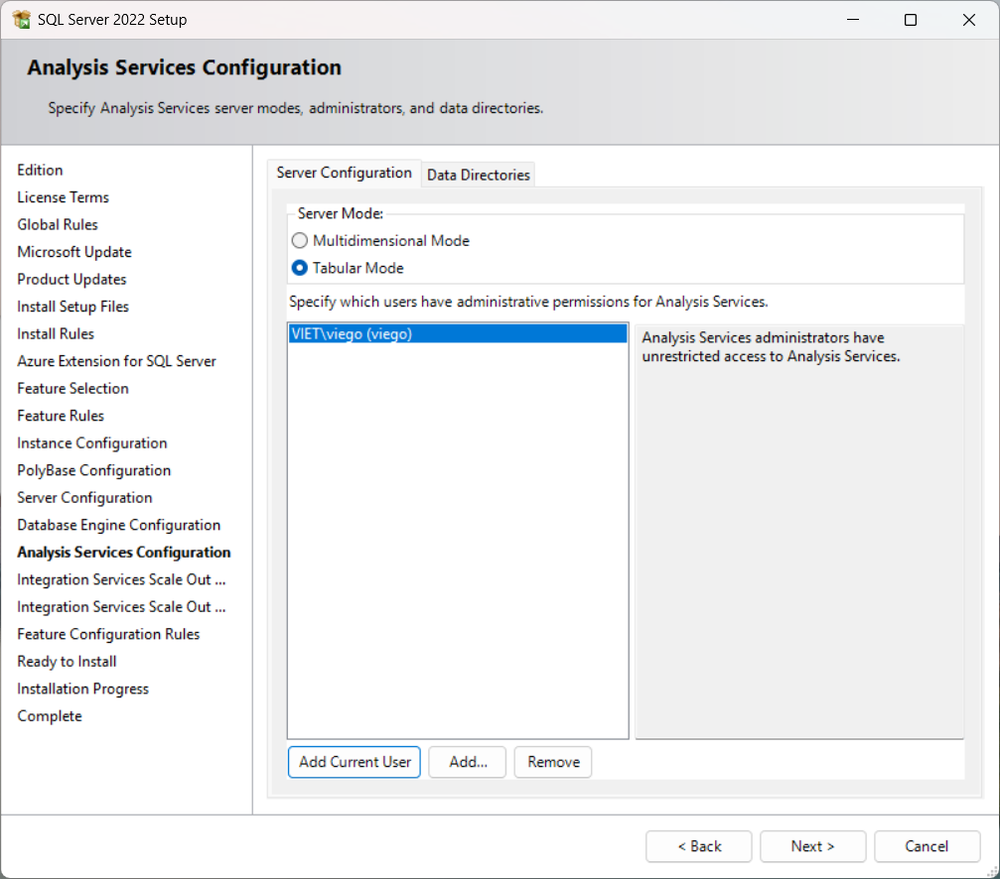 SQL Server 2022 Setup
Analysis Services Configuration
Specify Analysis Services server modes, administrators, and data directories.
Edition
License Terms
Global Rules
Microsoft Update
Product Updates
Install Setup Files
Install Rules
Azure Extension for SQL Server
Feature Selection
Feature Rules
Instance Configuration
PolyBase Configuration
Server Configuration
Database Engine Configuration
Analysis Services Configuration
Integration Services Scale Out ...
Integration Services Scale Out ...
Feature Configuration Rules
Ready to Install
Installation Progress
Complete
Server Configuration
Data Directories
Server Mode:
Multidimensional Mode
Tabular Mode
Specify which users have administrative permissions for Analysis Services.
VIET\viego (viego)
Analysis Services administrators have
unrestricted access to Analysis Services.
Add Current User
Add...
Remove
< Back
Next >
Cancel